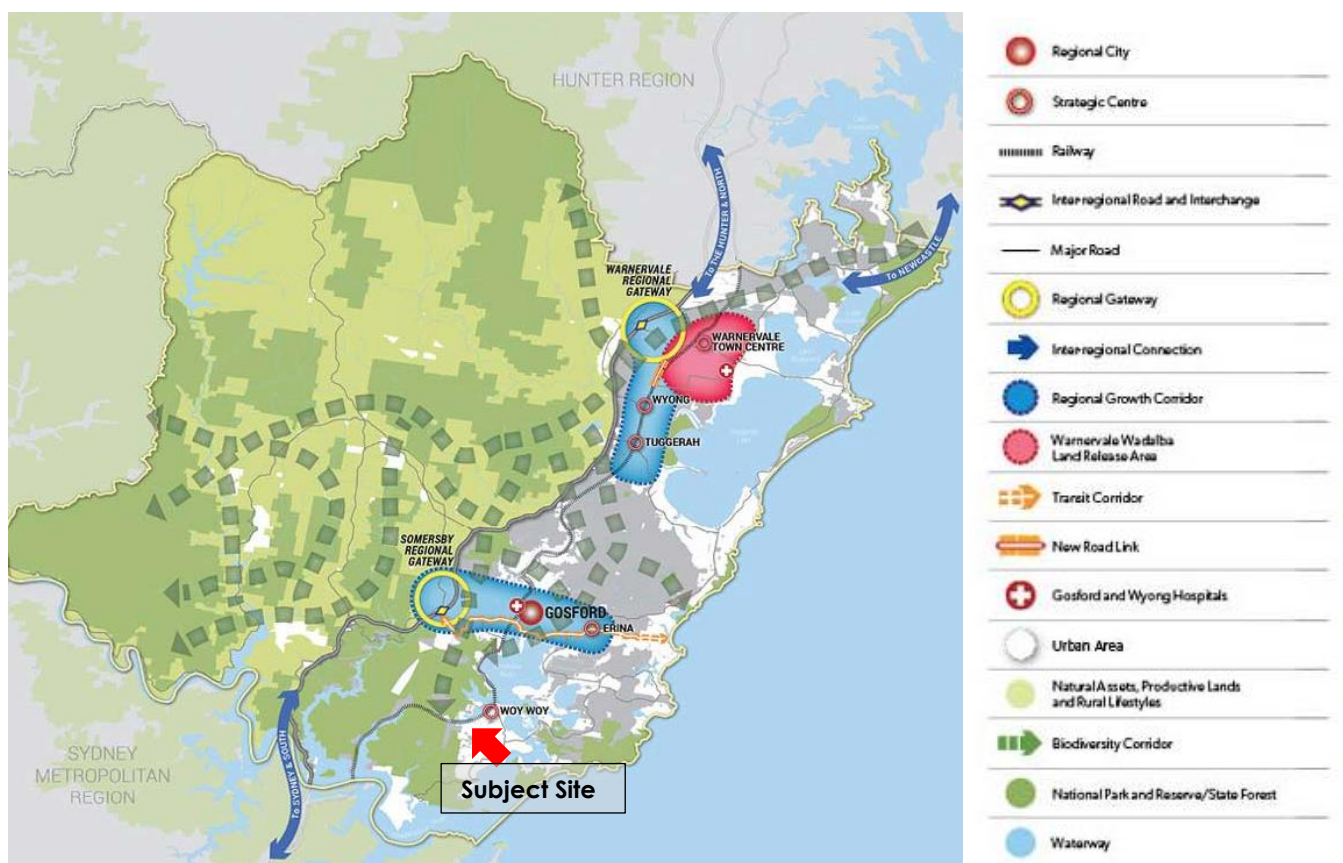 HUNTER REGION
To THE HUNTER & NORTH
To NEWCASTLE
WARNERVALE
REGIONAL
GATEWAY
WARNERVALE
TOWN CENTRE
WYONG
TUGGERAH
SOMERSBY
REGIONAL
GATEWAY
GOSFORD
ERINA
WOY WOY
SYDNEY
METROPOLITAN
REGION
To SYDNEY & SOUTH
Subject Site
Regional City
Strategic Centre
Railway
Inter-regional Road and Interchange
Major Road
Regional Gateway
Inter-regional Connection
Regional Growth Corridor
Warnervale Wadalba
Land Release Area
Transit Corridor
New Road Link
Gosford and Wyong Hospitals
Urban Area
Natural Assets, Productive Lands
and Rural Lifestyles
Biodiversity Corridor
National Park and Reserve/State Forest
Waterway